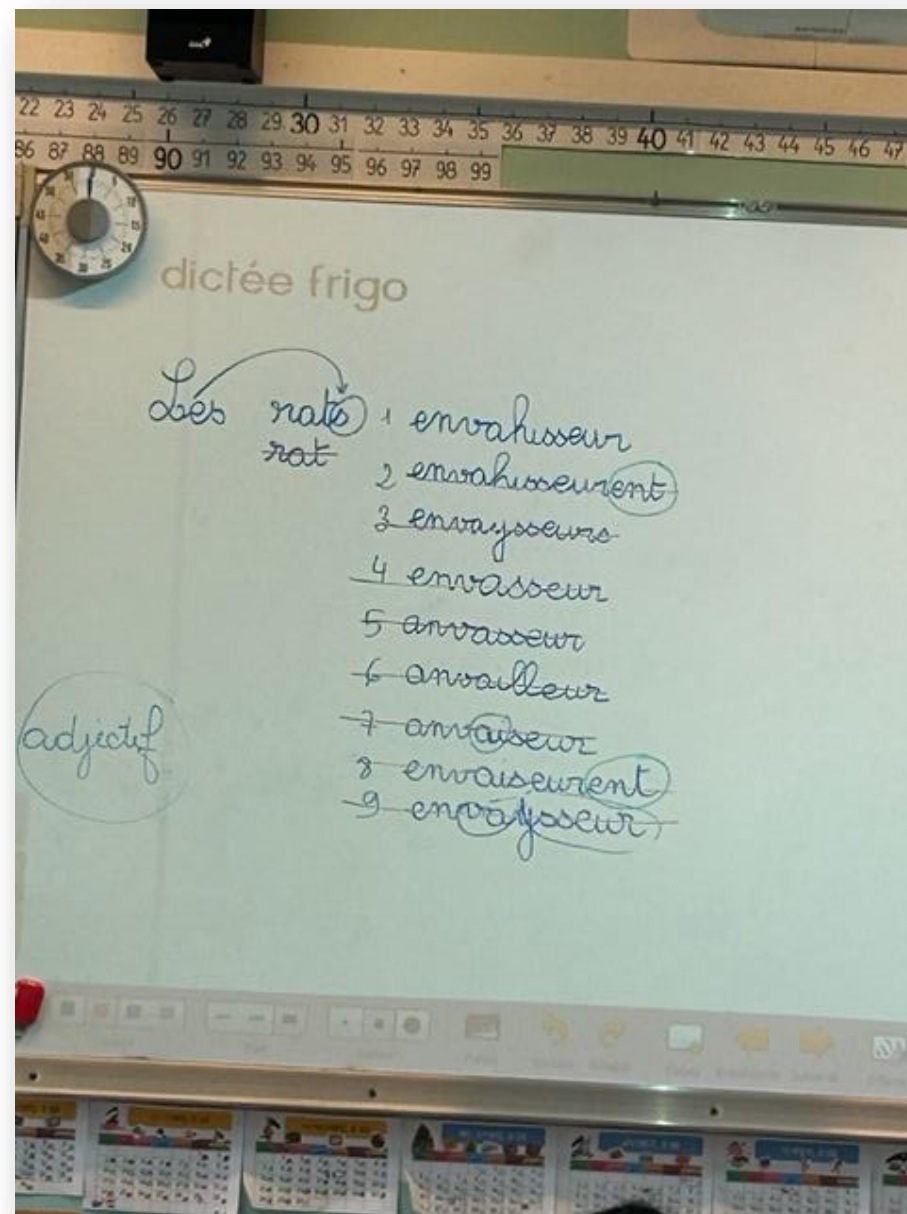 22 23 24 25 26 27 28 29 30 31 32 33 34 35 36 37 38 39 40 41 42 43 44 45 46 47
86 87 88 89 90 91 92 93 94 95 96 97 98 99
dictée frigo
Les rats 1 envahisseur
rat
2 envahisseurent
3 envaysseurs
4 envasseur
5 anvasseur
6 anvailleur
7 anvaiseur
adjectif
8 envaiseurent
9 envaysseur